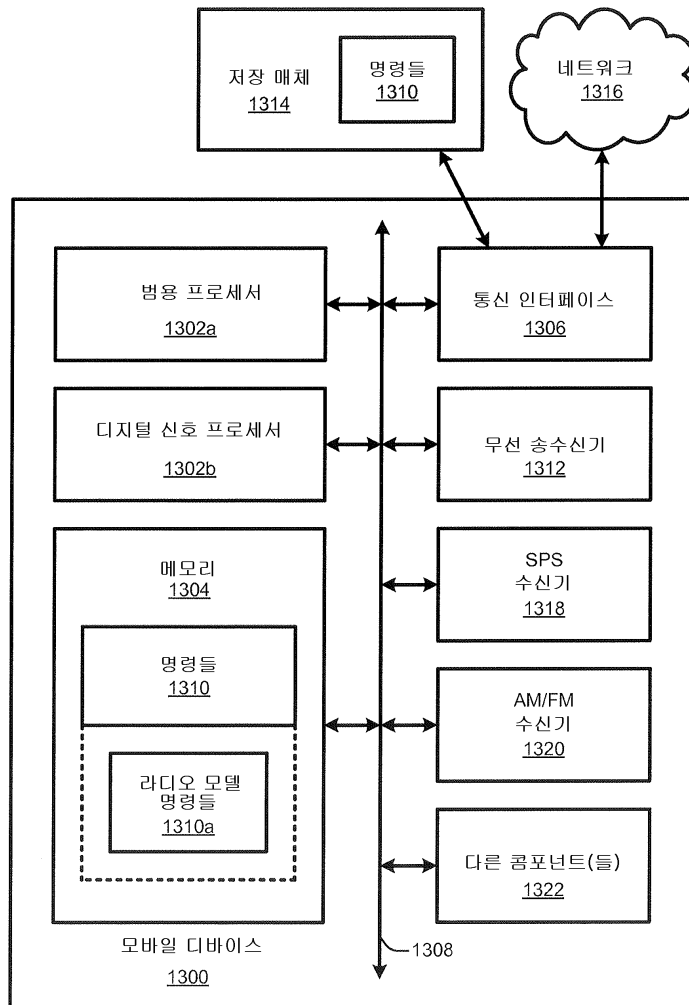 저장 매체
1314
명령들
1310
네트워크
1316
범용 프로세서
1302a
통신 인터페이스
1306
디지털 신호 프로세서
1302b
무선 송수신기
1312
메모리
1304
명령들
1310
라디오 모델
명령들
1310a
SPS
수신기
1318
AM/FM
수신기
1320
다른 콤포넌트(들)
1322
모바일 디바이스
1300
1308